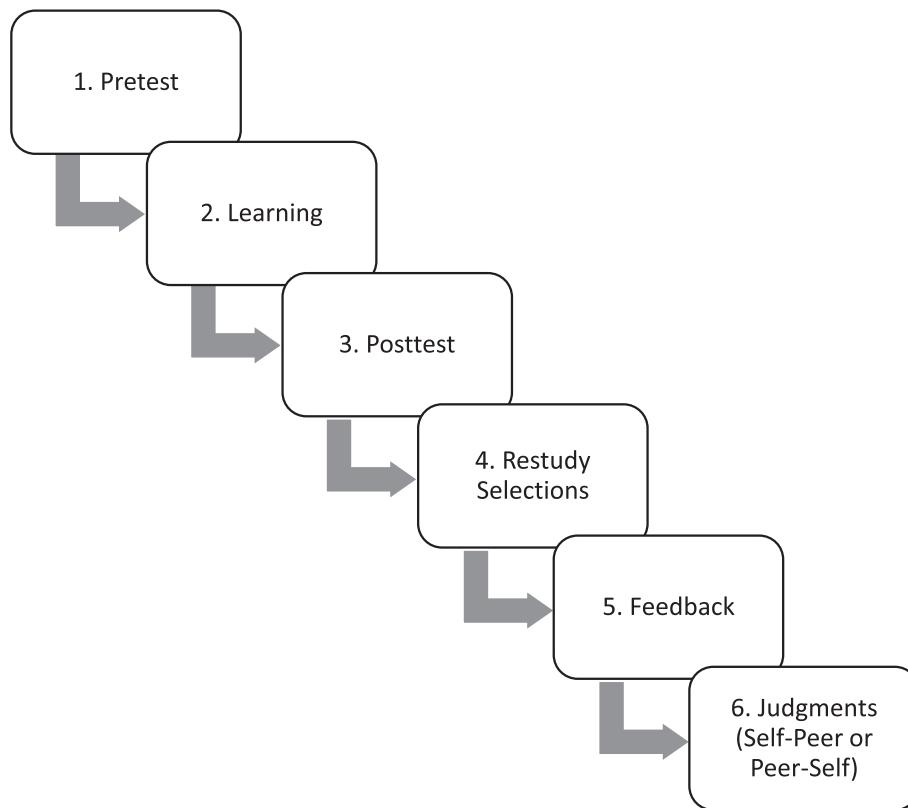 1. Pretest
2. Learning
3. Posttest
4. Restudy
Selections
5. Feedback
6. Judgments
(Self-Peer or
Peer-Self)